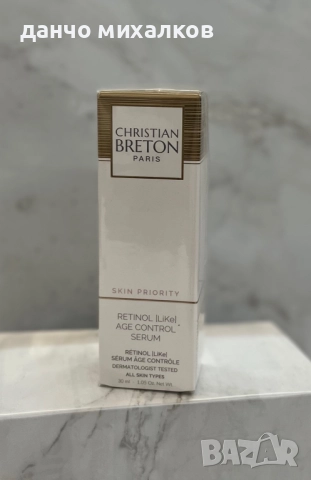 данчо михалков
CHRISTIAN
BRETON
PARIS
SKIN PRIORITY
RETINOL [LiKe]
AGE CONTROL
SERUM
RETINOL [LiKe]
SERUM ÂGE CONTRÔLE
DERMATOLOGIST TESTED
ALL SKIN TYPES
BAZAR